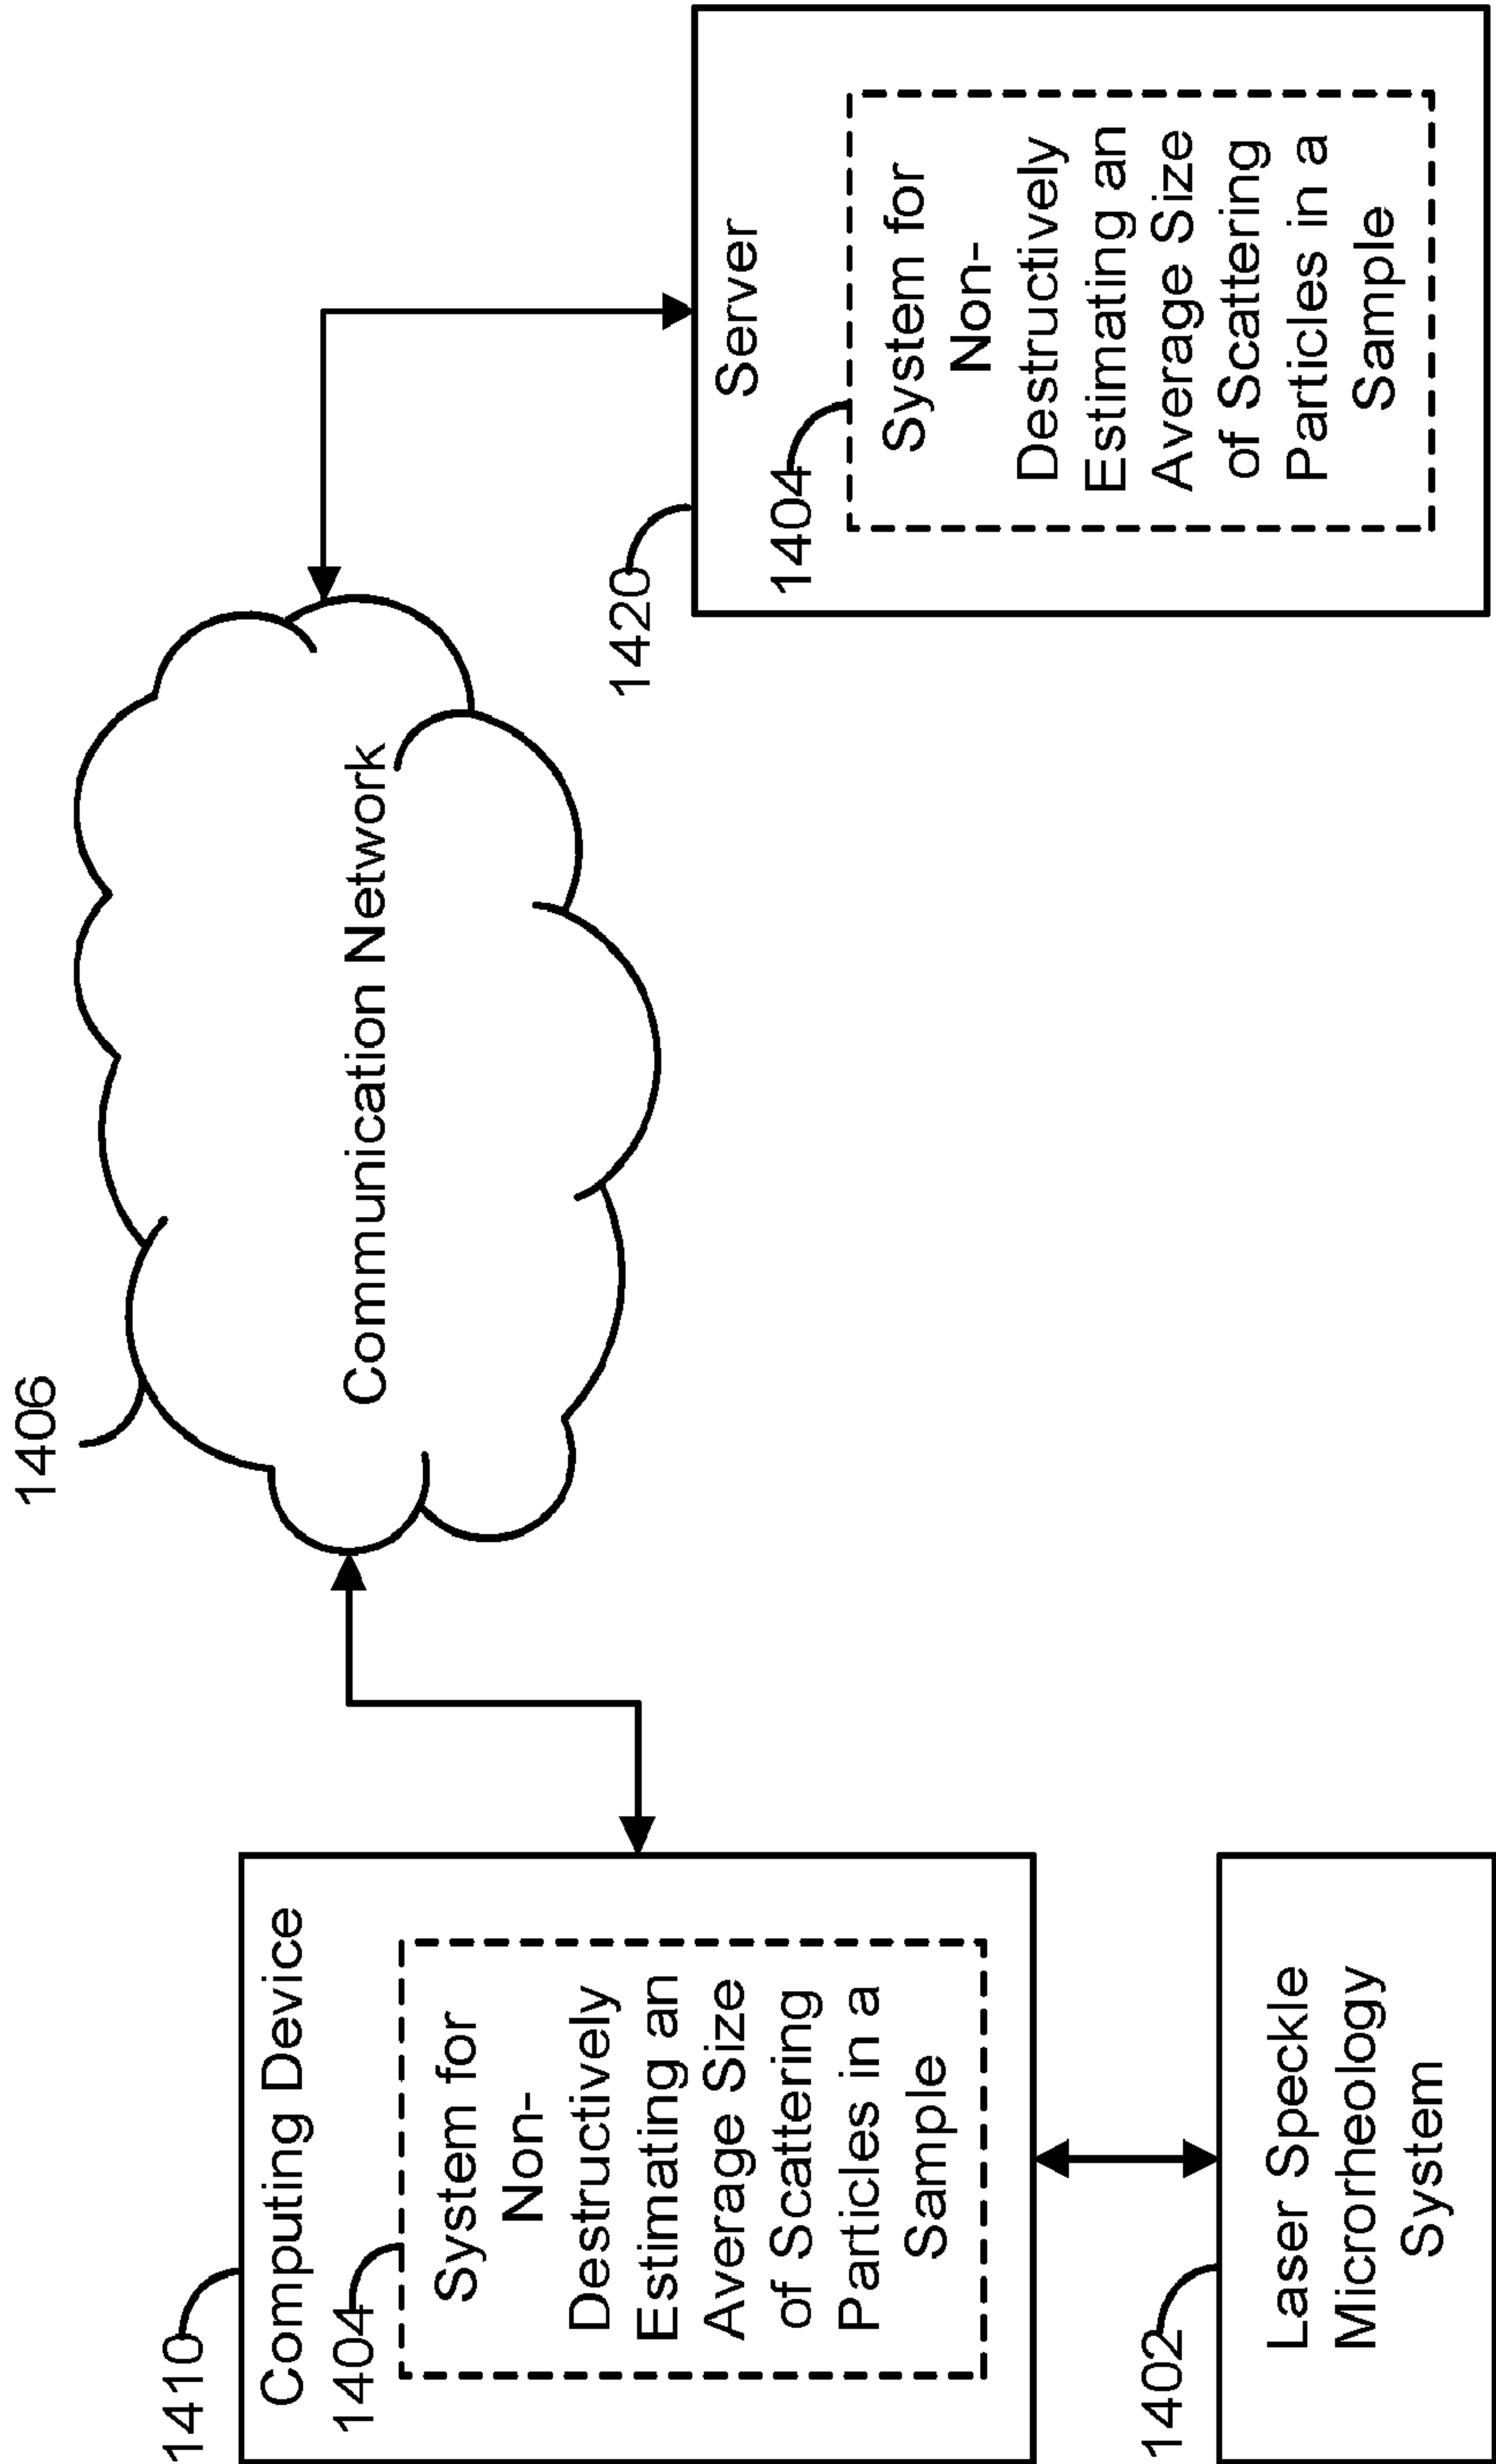 1406
Communication Network
1410
Computing Device
1404
System for
Non-
Destructively
Estimating an
Average Size
of Scattering
Particles in a
Sample
1402
Laser Speckle
Microrheology
System
1420
Server
1404
System for
Non-
Destructively
Estimating an
Average Size
of Scattering
Particles in a
Sample